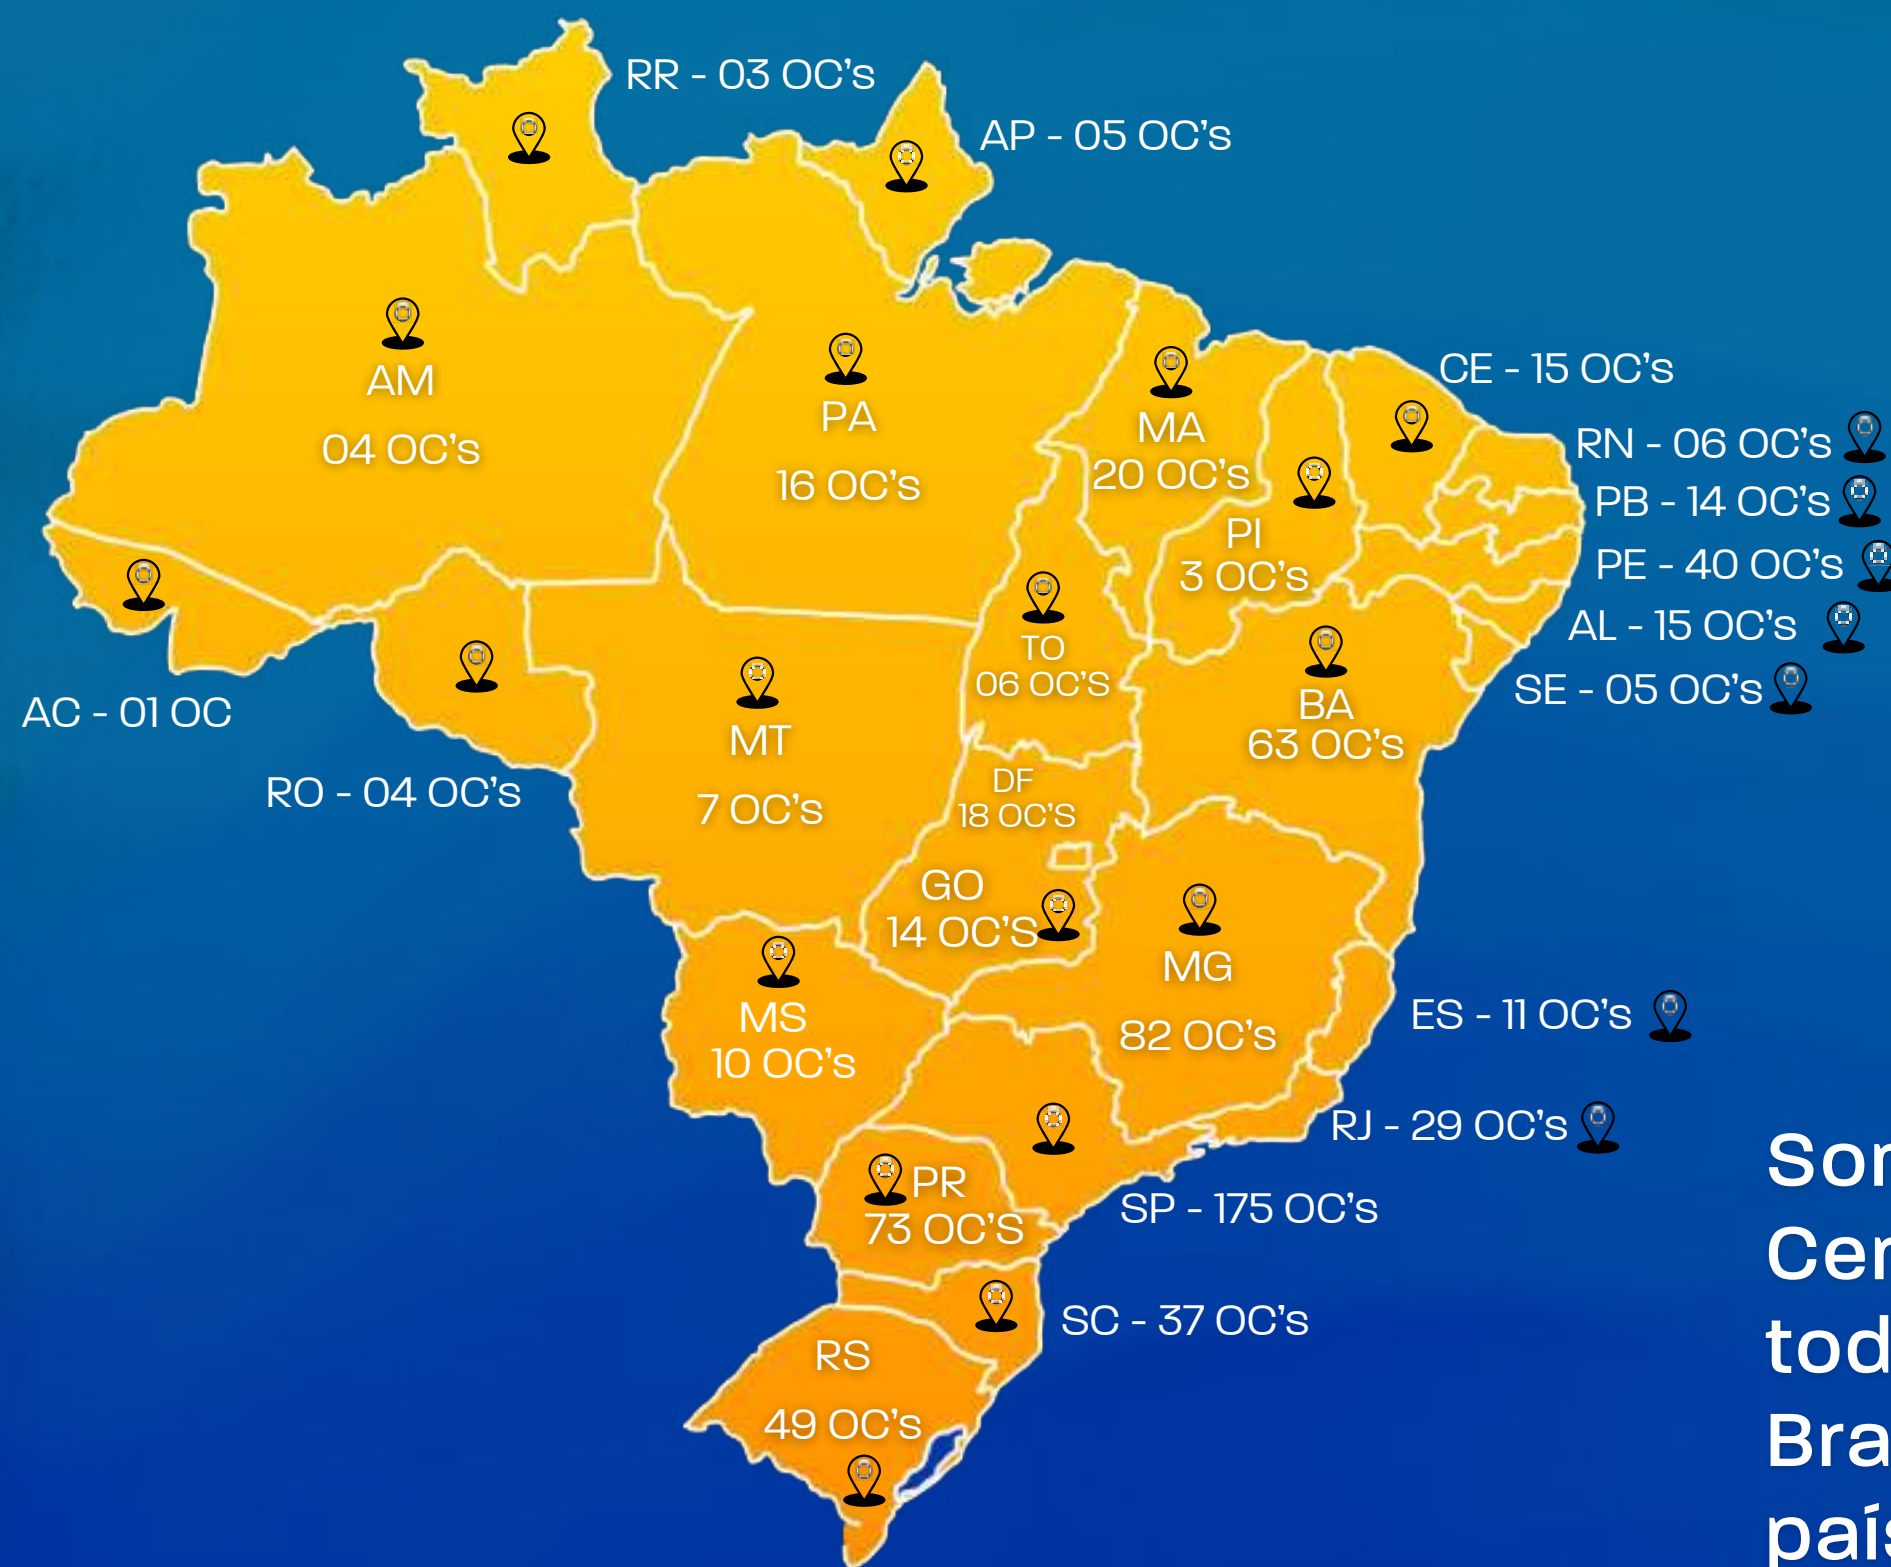 RR - 03 OC's
AP - 05 OC's
AM
04 OC's
PA
16 OC's
MA
20 OC's
CE - 15 OC's
RN - 06 OC's
PB - 14 OC's
PI
3 OC's
PE - 40 OC's
AL - 15 OC's
TO
06 OC'S
SE - 05 OC's
BA
63 OC's
AC - 01 OC
RO - 04 OC's
MT
7 OC's
DF
18 OC'S
GO
14 OC'S
MG
82 OC's
MS
10 OC's
ES - 11 OC's
RJ - 29 OC's
PR
73 OC'S
SP - 175 OC's
SC - 37 OC's
RS
49 OC's